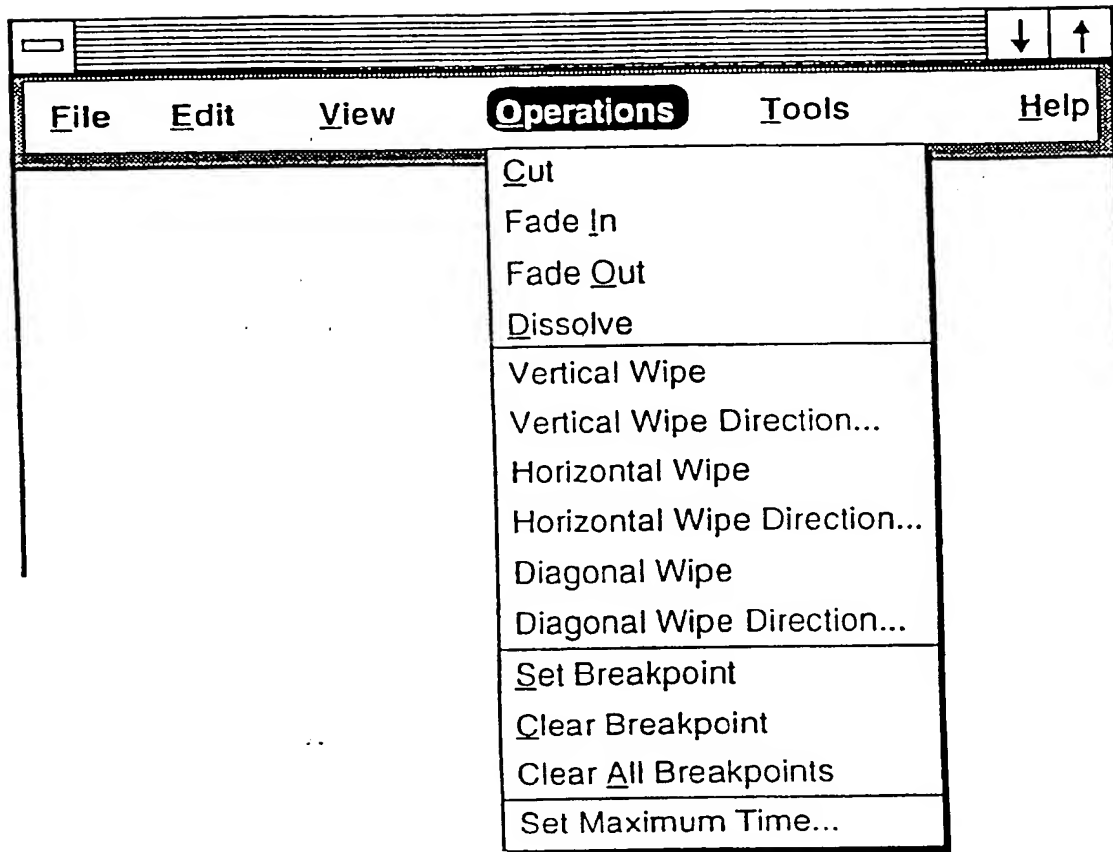 File Edit View Operations Tools Help
Cut
Fade In
Fade Out
Dissolve
Vertical Wipe
Vertical Wipe Direction...
Horizontal Wipe
Horizontal Wipe Direction...
Diagonal Wipe
Diagonal Wipe Direction...
Set Breakpoint
Clear Breakpoint
Clear All Breakpoints
Set Maximum Time...